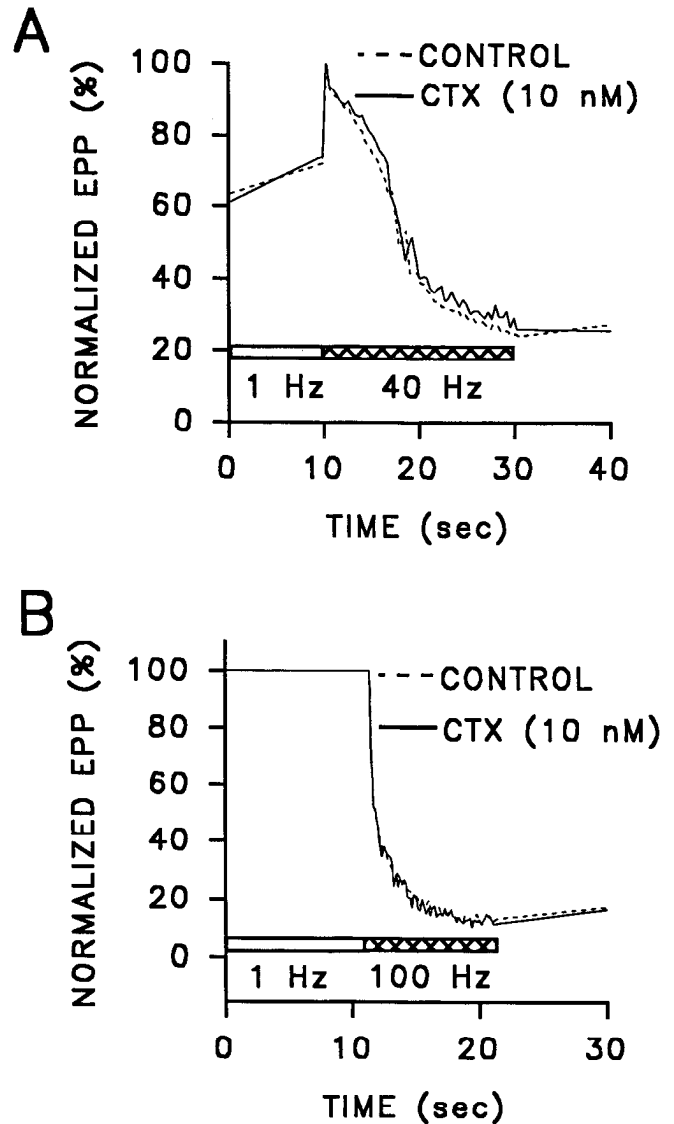 A
NORMALIZED EPP (%)
100
80
60
40
20
0
CONTROL
CTX (10 nM)
1 Hz 40 Hz
0 10 20 30 40
TIME (sec)
B
NORMALIZED EPP (%)
100
80
60
40
20
0
CONTROL
CTX (10 nM)
1 Hz 100 Hz
0 10 20 30
TIME (sec)